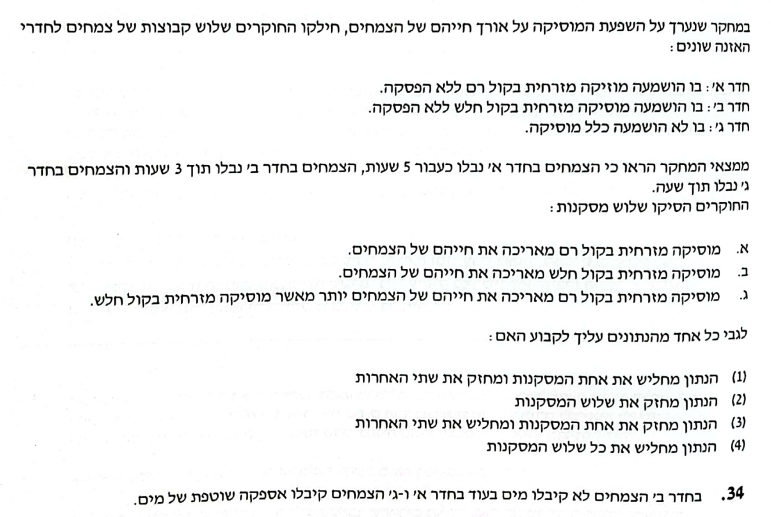 במחקר שנערך על השפעת המוסיקה על אורך חייהם של הצמחים, חילקו החוקרים שלוש קבוצות של צמחים לחדרי
האזנה שונים:
חדר א': בו הושמעה מוזיקה מזרחית בקול רם ללא הפסקה.
חדר ב': בו הושמעה מוסיקה מזרחית בקול חלש ללא הפסקה.
חדר ג': בו לא הושמעה כלל מוסיקה.
ממצאי המחקר הראו כי הצמחים בחדר א' נבלו כעבור 5 שעות, הצמחים בחדר ב' נבלו תוך 3 שעות והצמחים בחדר
ג' נבלו תוך שעה.
החוקרים הסיקו שלוש מסקנות:
א. מוסיקה מזרחית בקול רם מאריכה את חייהם של הצמחים.
ב. מוסיקה מזרחית בקול חלש מאריכה את חייהם של הצמחים.
ג. מוסיקה מזרחית בקול רם מאריכה את חייהם של הצמחים יותר מאשר מוסיקה מזרחית בקול חלש.
לגבי כל אחד מהנתונים עליך לקבוע האם:
(1) הנתון מחליש את אחת המסקנות ומחזק את שתי האחרות
(2) הנתון מחזק את שלוש המסקנות
(3) הנתון מחזק את אחת המסקנות ומחליש את שתי האחרות
(4) הנתון מחליש את כל שלוש המסקנות
34. בחדר ב' הצמחים לא קיבלו מים בעוד בחדר א' ו-ג' הצמחים קיבלו אספקה שוטפת של מים.